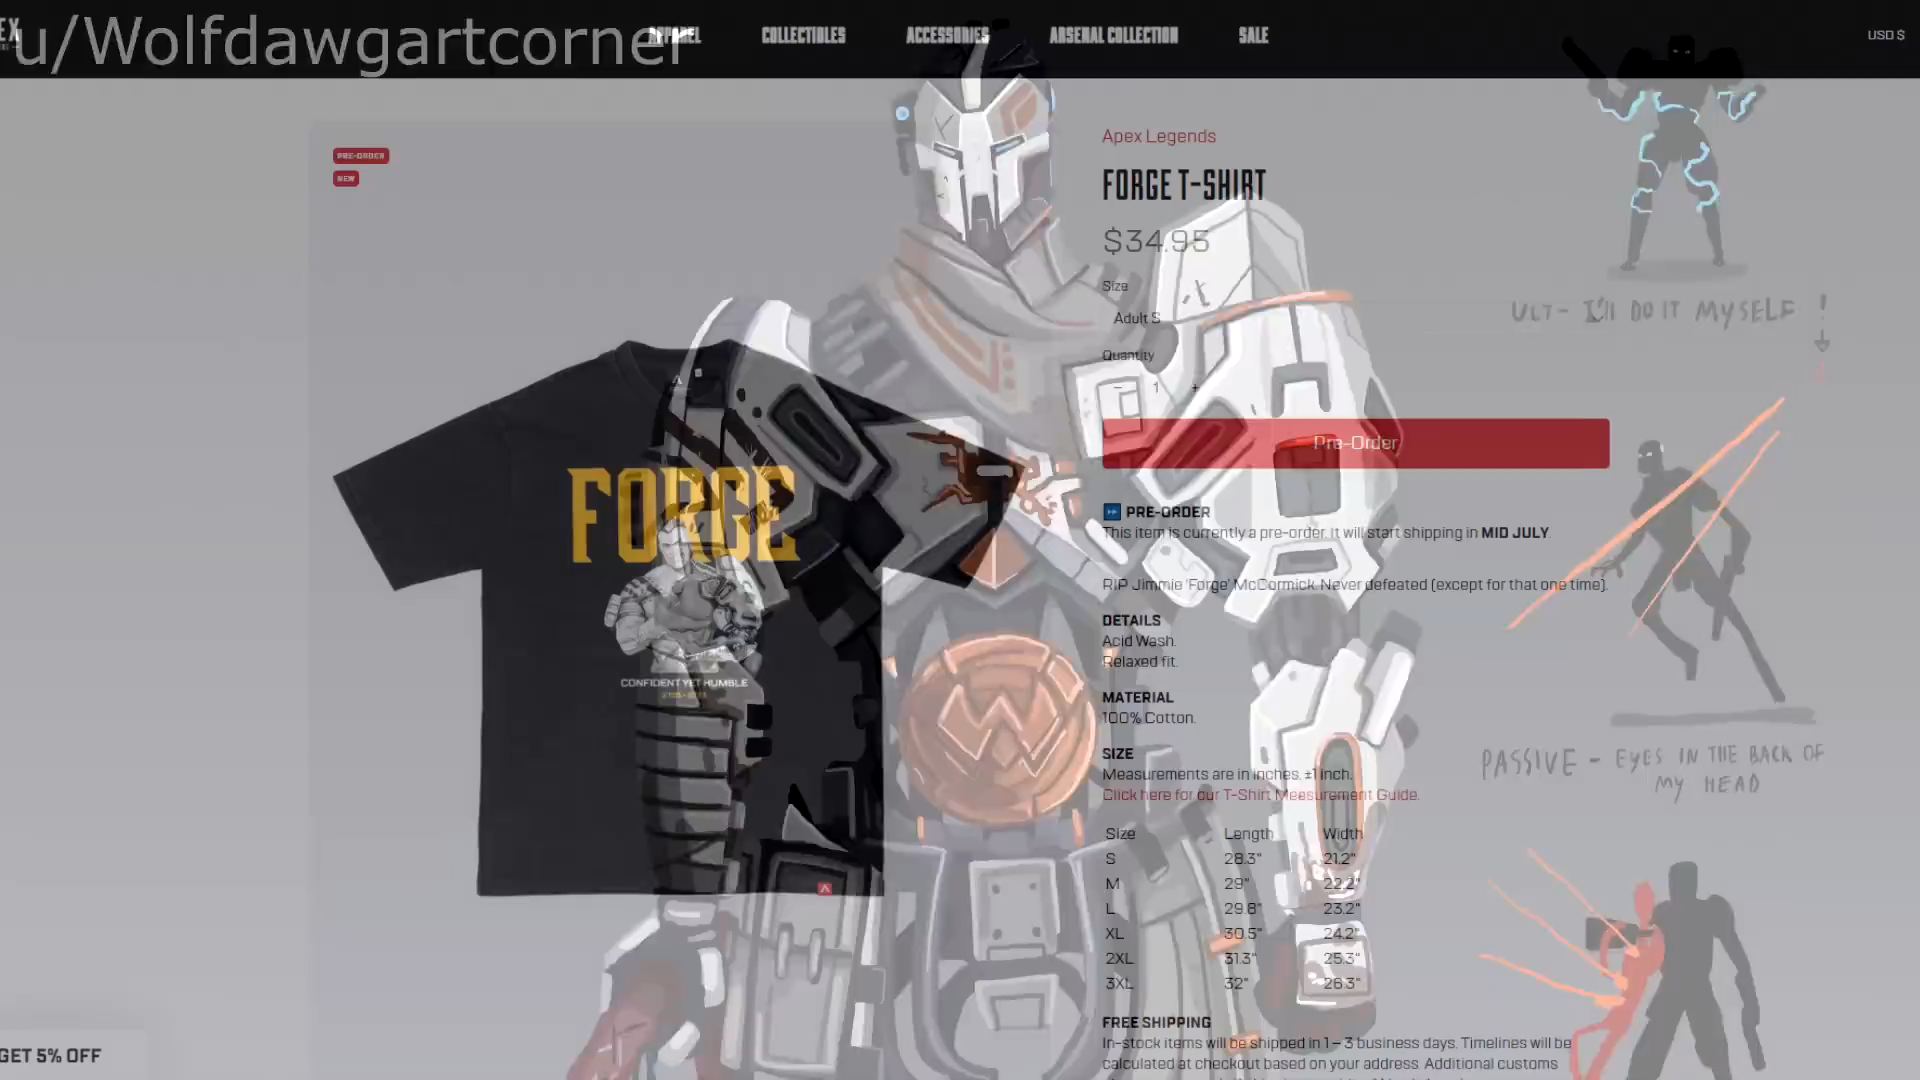 u/Wolfdawgartcorner
EX
APPAREL
COLLECTIBLES
ACCESSORIES
ARSENAL COLLECTION
SALE
USD $
PRE-ORDER
NEW
Apex Legends
FORGE T-SHIRT
$34.95
Size
Adult S
Quantity
- 1 +
Pre-Order
PRE-ORDER
This item is currently a pre-order. It will start shipping in MID JULY.
RIP Jimmie 'Forge' McCormick. Never defeated (except for that one time).
DETAILS
Acid Wash.
Relaxed fit.
MATERIAL
100% Cotton.
SIZE
Measurements are in inches. ±1 inch.
Click here for our T-Shirt Measurement Guide.
Size Length Width
S 28.3" 21.2"
M 29" 22.2"
L 29.8" 23.2"
XL 30.5" 24.2"
2XL 31.3" 25.3"
3XL 32" 26.3"
FREE SHIPPING
In-stock items will be shipped in 1 – 3 business days. Timelines will be
calculated at checkout based on your address. Additional customs
FORGE
CONFIDENT YET HUMBLE
GET 5% OFF
ULT - I'll DO IT MYSELF !
PASSIVE - EYES IN THE BACK OF
MY HEAD